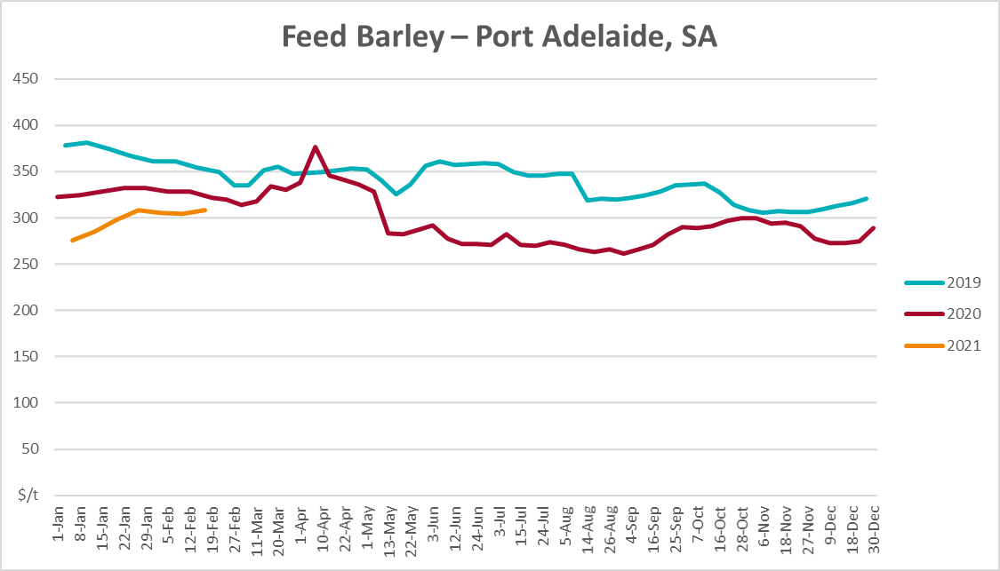 Feed Barley – Port Adelaide, SA
450
400
350
300
250
200
150
100
50
$/t
1-Jan
8-Jan
15-Jan
22-Jan
29-Jan
5-Feb
12-Feb
19-Feb
27-Feb
11-Mar
20-Mar
1-Apr
10-Apr
22-Apr
1-May
13-May
22-May
3-Jun
12-Jun
24-Jun
3-Jul
15-Jul
24-Jul
5-Aug
14-Aug
26-Aug
4-Sep
16-Sep
25-Sep
7-Oct
16-Oct
28-Oct
6-Nov
18-Nov
27-Nov
9-Dec
18-Dec
30-Dec
2019
2020
2021